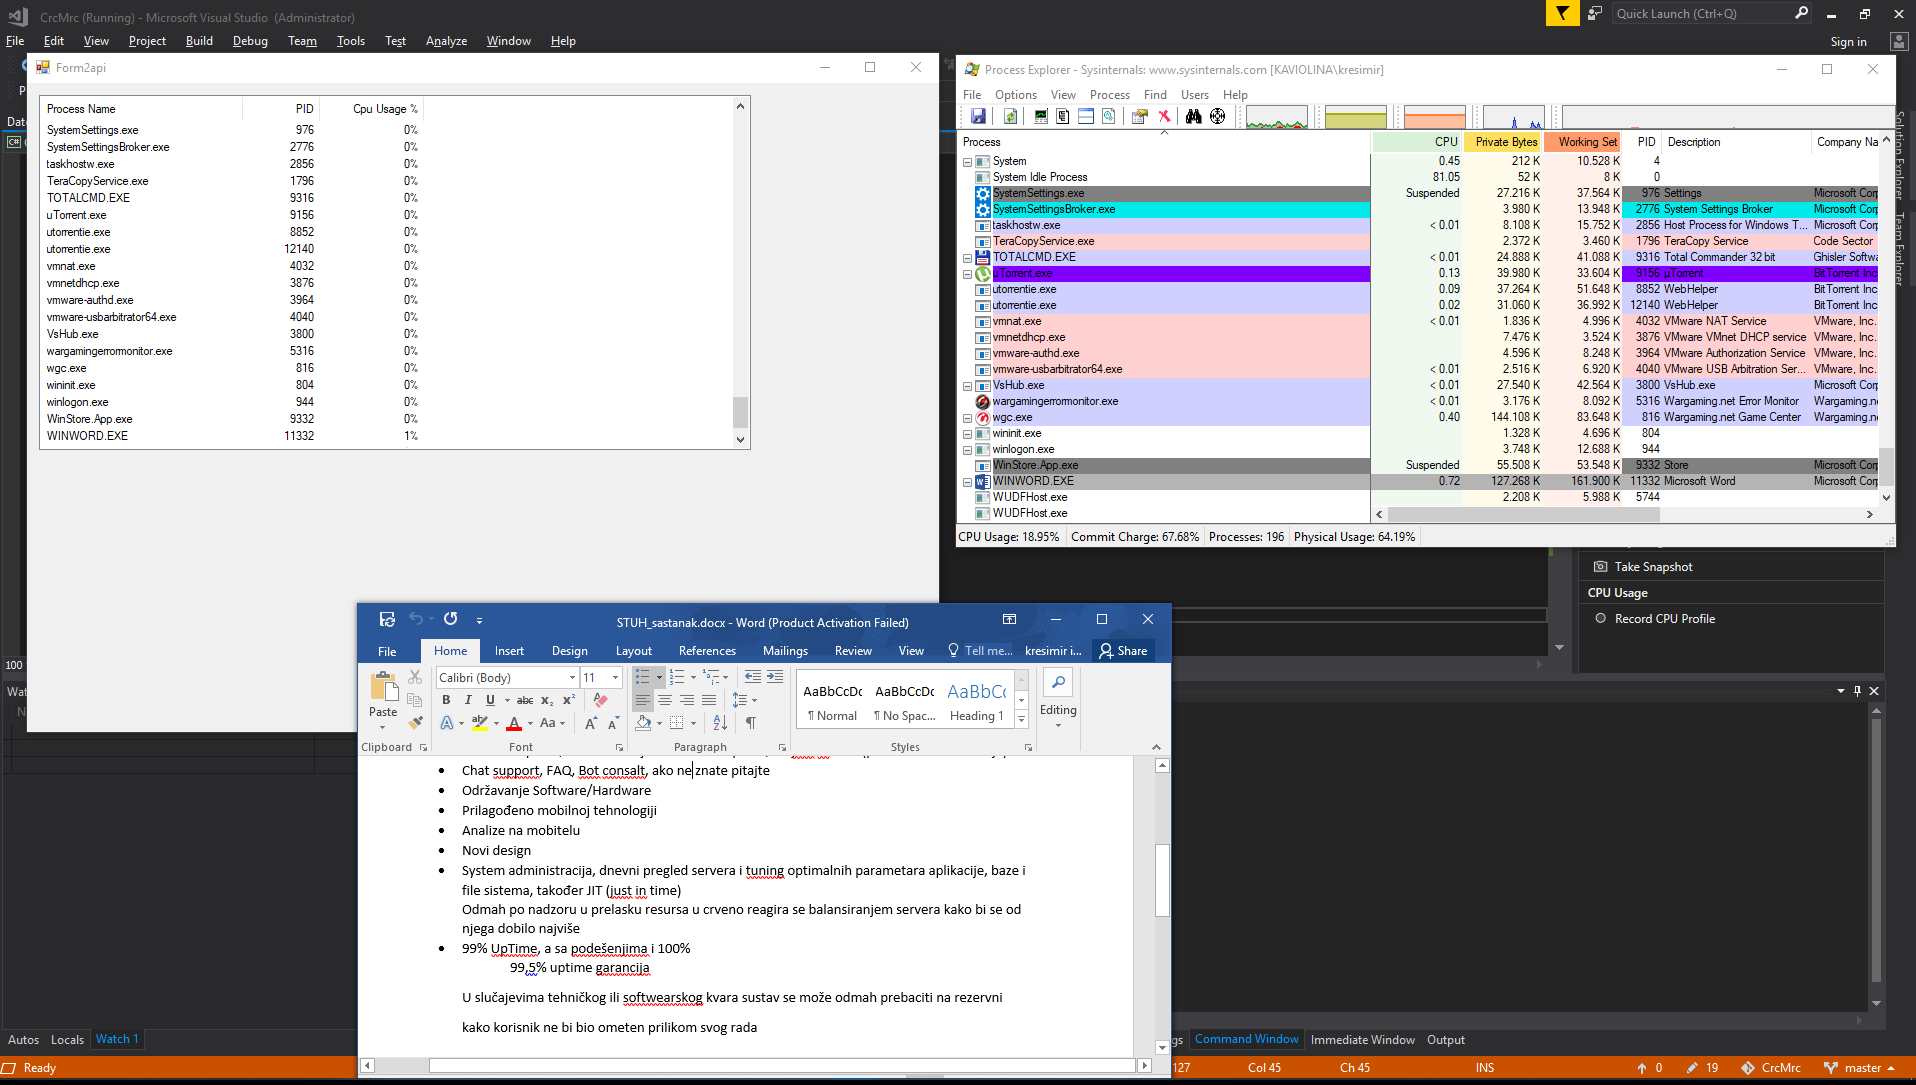 CrcMrc (Running) - Microsoft Visual Studio (Administrator)
Quick Launch (Ctrl+Q)
File Edit View Project Build Debug Team Tools Test Analyze Window Help
Sign in
Form2api
Process Name PID Cpu Usage %
SystemSettings.exe 976 0%
SystemSettingsBroker.exe 2776 0%
taskhostw.exe 2856 0%
TeraCopyService.exe 1796 0%
TOTALCMD.EXE 9316 0%
uTorrent.exe 9156 0%
utorrentie.exe 8852 0%
utorrentie.exe 12140 0%
vmnat.exe 4032 0%
vmnetdhcp.exe 3876 0%
vmware-authd.exe 3964 0%
vmware-usbarbitrator64.exe 4040 0%
VsHub.exe 3800 0%
wargamingerrormonitor.exe 5316 0%
wgc.exe 816 0%
wininit.exe 804 0%
winlogon.exe 944 0%
WinStore.App.exe 9332 0%
WINWORD.EXE 11332 1%
Process Explorer - Sysinternals: www.sysinternals.com [KAVIOLINA\kresimir]
File Options View Process Find Users Help
Process CPU Private Bytes Working Set PID Description Company Na
System 0.45 212 K 10.528 K 4
System Idle Process 81.05 52 K 8 K 0
SystemSettings.exe Suspended 27.216 K 37.564 K 976 Settings Microsoft Corp
SystemSettingsBroker.exe 3.980 K 13.948 K 2776 System Settings Broker Microsoft Corp
taskhostw.exe < 0.01 8.108 K 15.752 K 2856 Host Process for Windows T... Microsoft Corp
TeraCopyService.exe 2.372 K 3.460 K 1796 TeraCopy Service Code Sector
TOTALCMD.EXE < 0.01 24.888 K 41.088 K 9316 Total Commander 32 bit Ghisler Softwa
uTorrent.exe 0.13 39.980 K 33.604 K 9156 µTorrent BitTorrent Inc
utorrentie.exe 0.09 37.264 K 51.648 K 8852 WebHelper BitTorrent Inc
utorrentie.exe 0.02 31.060 K 36.992 K 12140 WebHelper BitTorrent Inc
vmnat.exe < 0.01 1.836 K 4.996 K 4032 VMware NAT Service VMware, Inc.
vmnetdhcp.exe 7.476 K 3.524 K 3876 VMware VMnet DHCP service VMware, Inc.
vmware-authd.exe 4.596 K 8.248 K 3964 VMware Authorization Service VMware, Inc.
vmware-usbarbitrator64.exe < 0.01 2.516 K 6.920 K 4040 VMware USB Arbitration Ser... VMware, Inc.
VsHub.exe < 0.01 27.540 K 42.564 K 3800 VsHub.exe Microsoft Corp
wargamingerrormonitor.exe < 0.01 3.176 K 8.092 K 5316 Wargaming.net Error Monitor Wargaming.ne
wgc.exe 0.40 144.108 K 83.648 K 816 Wargaming.net Game Center Wargaming.ne
wininit.exe 1.328 K 4.696 K 804
winlogon.exe 3.748 K 12.688 K 944
WinStore.App.exe Suspended 55.508 K 53.548 K 9332 Store Microsoft Corp
WINWORD.EXE 0.72 127.268 K 161.900 K 11332 Microsoft Word Microsoft Corp
WUDFHost.exe 2.208 K 5.988 K 5744
WUDFHost.exe
CPU Usage: 18.95% Commit Charge: 67.68% Processes: 196 Physical Usage: 64.19%
Solution Explorer
Team Explorer
Take Snapshot
CPU Usage
Record CPU Profile
STUH_sastanak.docx - Word (Product Activation Failed)
File Home Insert Design Layout References Mailings Review View Tell me... kresimir i... Share
Calibri (Body) 11
Paste
B I U abc x₂ x²
A Aa
AaBbCcDc AaBbCcDc AaBbCc
¶ Normal ¶ No Spac... Heading 1
Editing
Clipboard Font Paragraph Styles
• Chat support, FAQ, Bot consalt, ako ne znate pitajte
• Održavanje Software/Hardware
• Prilagođeno mobilnoj tehnologiji
• Analize na mobitelu
• Novi design
• System administracija, dnevni pregled servera i tuning optimalnih parametara aplikacije, baze i
file sistema, također JIT (just in time)
Odmah po nadzoru u prelasku resursa u crveno reagira se balansiranjem servera kako bi se od
njega dobilo najviše
• 99% UpTime, a sa podešenjima i 100%
99,5% uptime garancija
U slučajevima tehničkog ili softwearskog kvara sustav se može odmah prebaciti na rezervni
kako korisnik ne bi bio ometen prilikom svog rada
100
Autos Locals Watch 1
Command Window Immediate Window Output
Ready 127 Col 45 Ch 45 INS 0 19 CrcMrc master